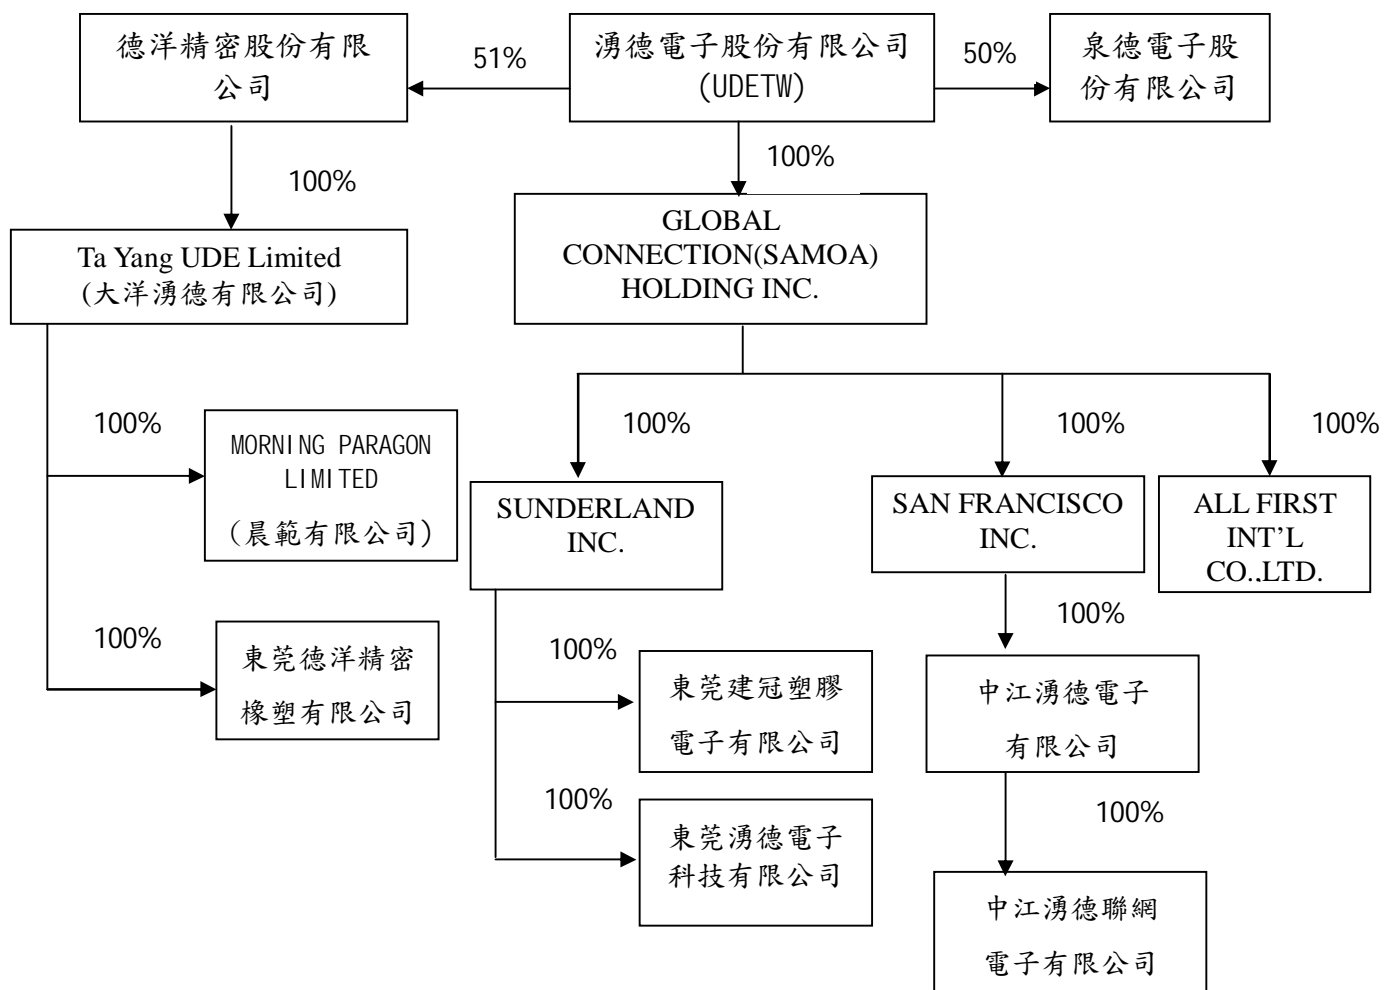 德洋精密股份有限
公司
51%
湧德電子股份有限公司
(UDETW)
50%
泉德電子股
份有限公司
100%
100%
Ta Yang UDE Limited
(大洋湧德有限公司)
GLOBAL
CONNECTION(SAMOA)
HOLDING INC.
100%
MORNING PARAGON
LIMITED
(晨範有限公司)
100%
東莞德洋精密
橡塑有限公司
100%
SUNDERLAND
INC.
100%
SAN FRANCISCO
INC.
100%
ALL FIRST
INT’L
CO.,LTD.
100%
東莞建冠塑膠
電子有限公司
100%
東莞湧德電子
科技有限公司
100%
中江湧德電子
有限公司
100%
中江湧德聯網
電子有限公司